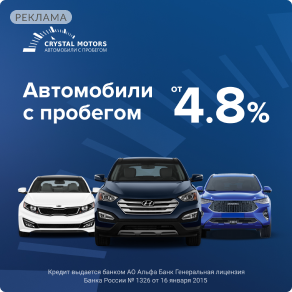 РЕКЛАМА
CRYSTAL MOTORS
АВТОМОБИЛИ С ПРОБЕГОМ
Автомобили
с пробегом
от 4.8%
Кредит выдается банком АО Альфа Банк Генеральная лицензия
Банка России № 1326 от 16 января 2015